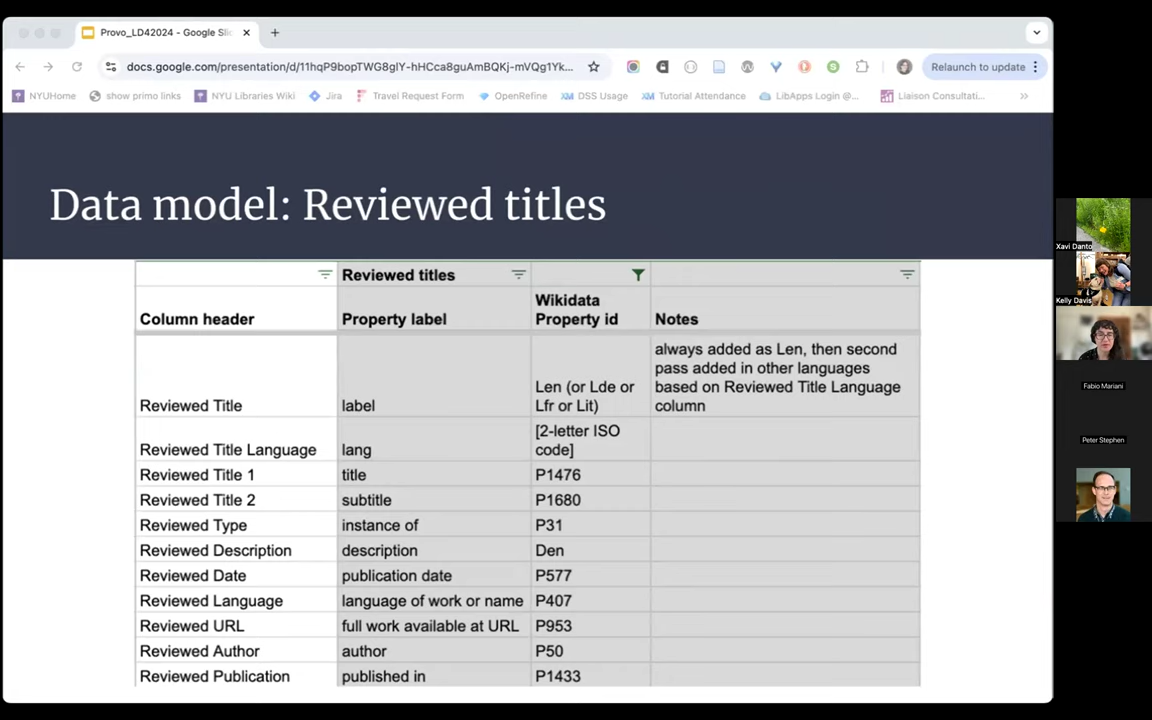 Provo_LD42024 - Google Slic
docs.google.com/presentation/d/11hqP9bopTWG8glY-hHCca8guAmBQKj-mVQg1Yk...
Relaunch to update
NYUHome
show primo links
NYU Libraries Wiki
Jira
Travel Request Form
OpenRefine
DSS Usage
Tutorial Attendance
LibApps Login @...
Liaison Consultati...
Data model: Reviewed titles
Reviewed titles
Column header
Property label
Wikidata
Property id
Notes
Reviewed Title
label
Len (or Lde or
Lfr or Lit)
always added as Len, then second
pass added in other languages
based on Reviewed Title Language
column
Reviewed Title Language
lang
[2-letter ISO
code]
Reviewed Title 1 title P1476
Reviewed Title 2 subtitle P1680
Reviewed Type instance of P31
Reviewed Description description Den
Reviewed Date publication date P577
Reviewed Language language of work or name P407
Reviewed URL full work available at URL P953
Reviewed Author author P50
Reviewed Publication published in P1433
Xavi Danto
Kelly Davis
Fabio Mariani
Peter Stephen